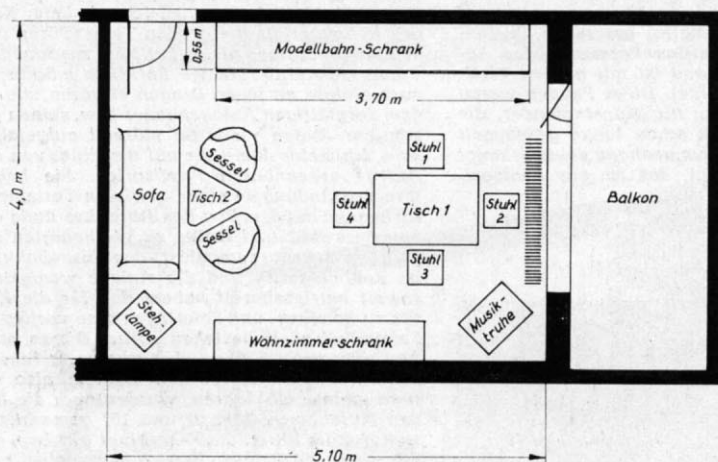 0,55 m
Modellbahn-Schrank
3,70 m
4,0 m
Sessel
Stuhl
1
Sofa
Tisch 2
Stuhl
4
Tisch 1
Stuhl
2.
Balkon
Sessel
Stuhl
3
Steh-
lampe
Musik-
truhe
Wohnzimmerschrank
5,10 m